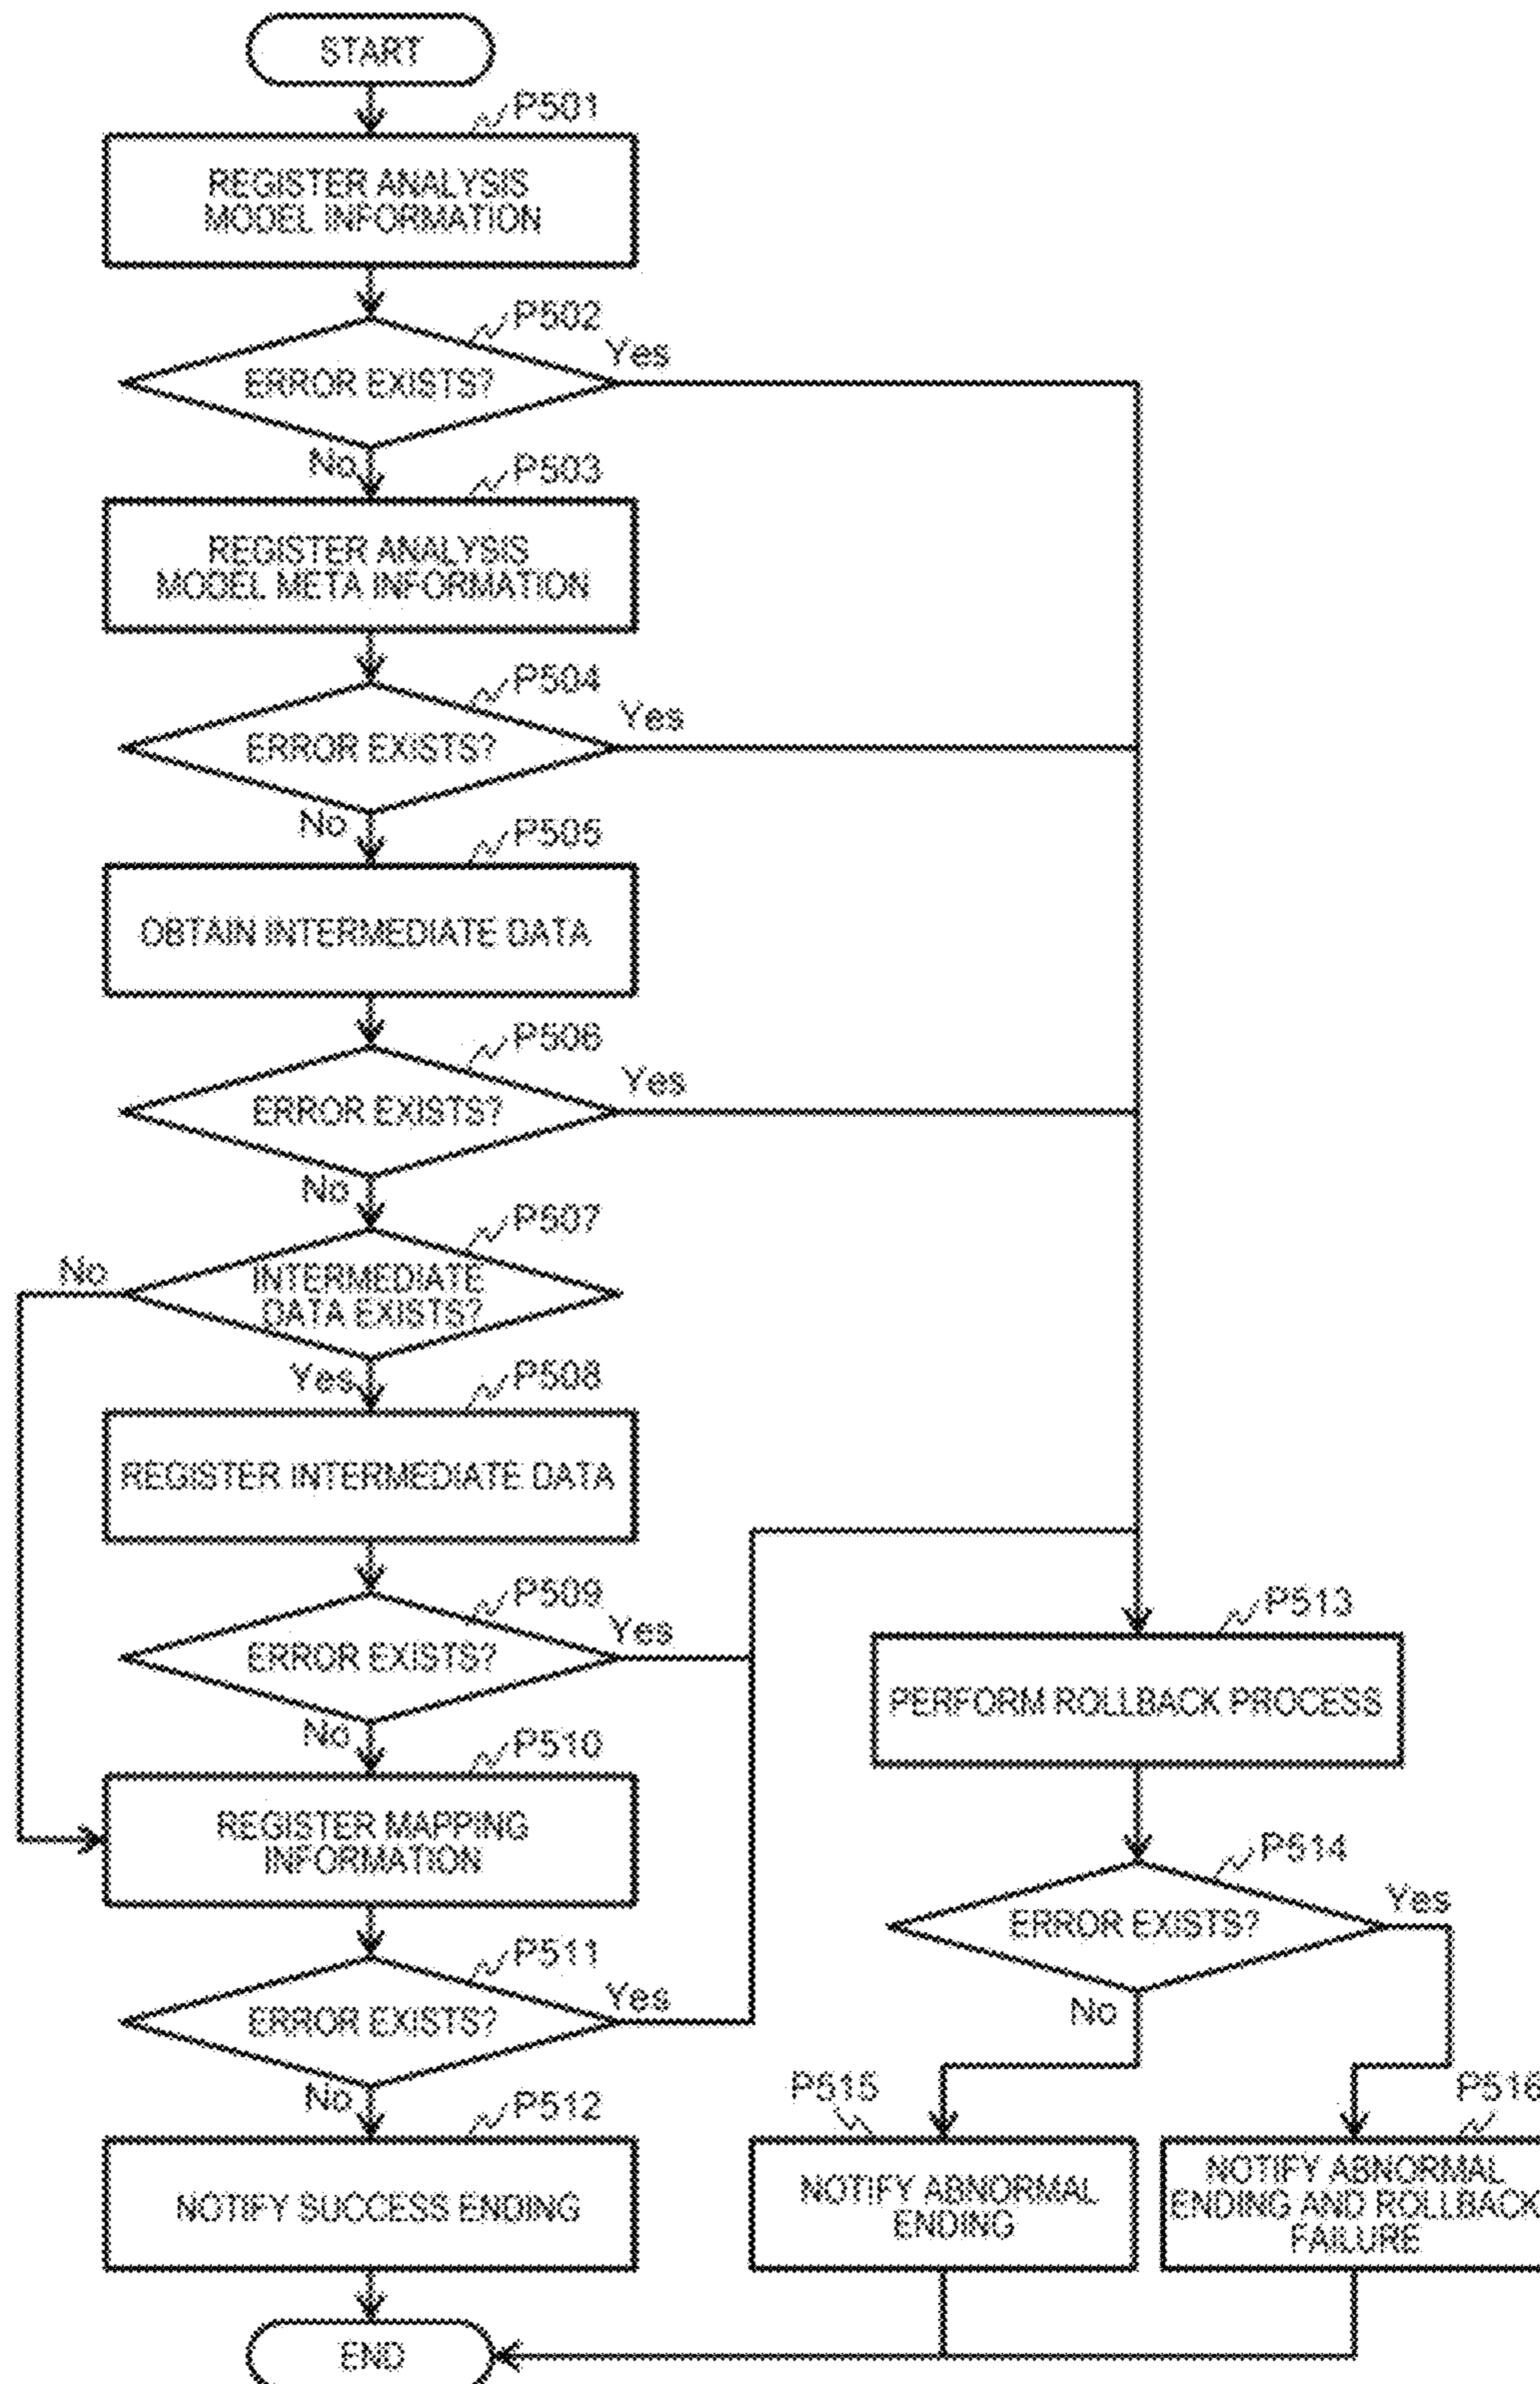 START
P501
REGISTER ANALYSIS
MODEL INFORMATION
P502
ERROR EXISTS?
Yes
No
P503
REGISTER ANALYSIS
MODEL META INFORMATION
P504
ERROR EXISTS?
Yes
No
P505
OBTAIN INTERMEDIATE DATA
P506
ERROR EXISTS?
Yes
No
P507
INTERMEDIATE
DATA EXISTS?
No
Yes
P508
REGISTER INTERMEDIATE DATA
P509
ERROR EXISTS?
Yes
No
P510
REGISTER MAPPING
INFORMATION
P511
ERROR EXISTS?
Yes
No
P512
NOTIFY SUCCESS ENDING
P513
PERFORM ROLLBACK PROCESS
P514
ERROR EXISTS?
Yes
No
P515
NOTIFY ABNORMAL
ENDING
P516
NOTIFY ABNORMAL
ENDING AND ROLLBACK
FAILURE
END